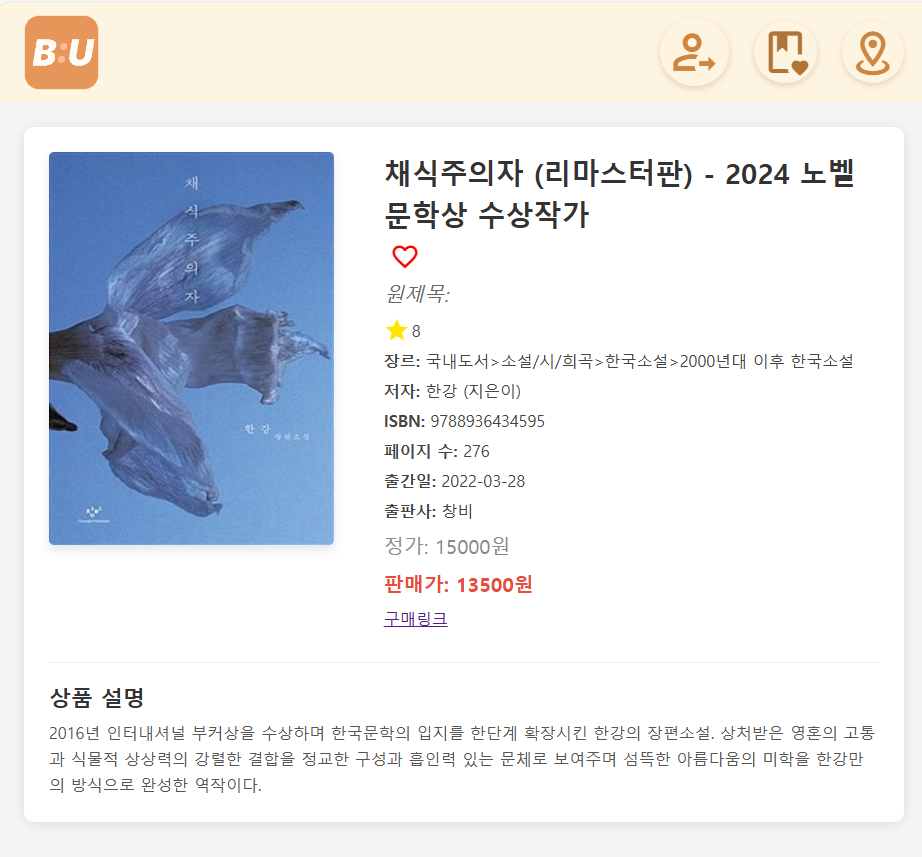 B:U
채식주의자
한강 장편소설
채식주의자 (리마스터판) - 2024 노벨
문학상 수상작가
원제목:
8
장르: 국내도서>소설/시/희곡>한국소설>2000년대 이후 한국소설
저자: 한강 (지은이)
ISBN: 9788936434595
페이지 수: 276
출간일: 2022-03-28
출판사: 창비
정가: 15000원
판매가: 13500원
구매링크
상품 설명
2016년 인터내셔널 부커상을 수상하며 한국문학의 입지를 한단계 확장시킨 한강의 장편소설. 상처받은 영혼의 고통
과 식물적 상상력의 강렬한 결합을 정교한 구성과 흡인력 있는 문체로 보여주며 섬뜩한 아름다움의 미학을 한강만
의 방식으로 완성한 역작이다.